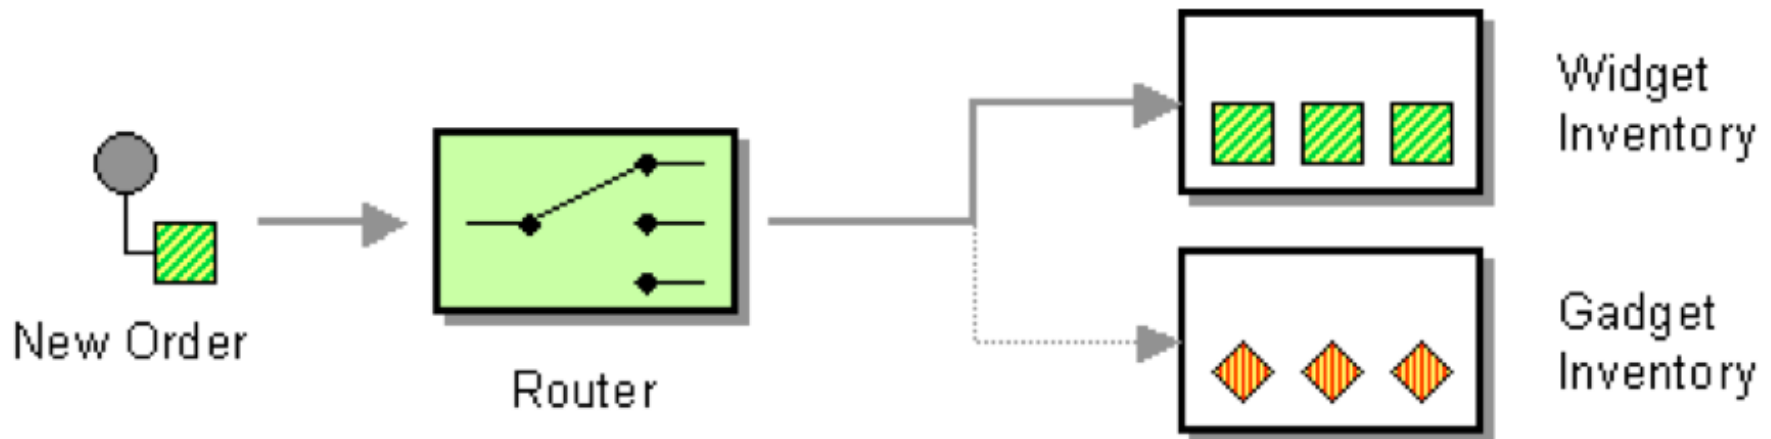 New Order
Router
Widget
Inventory
Gadget
Inventory